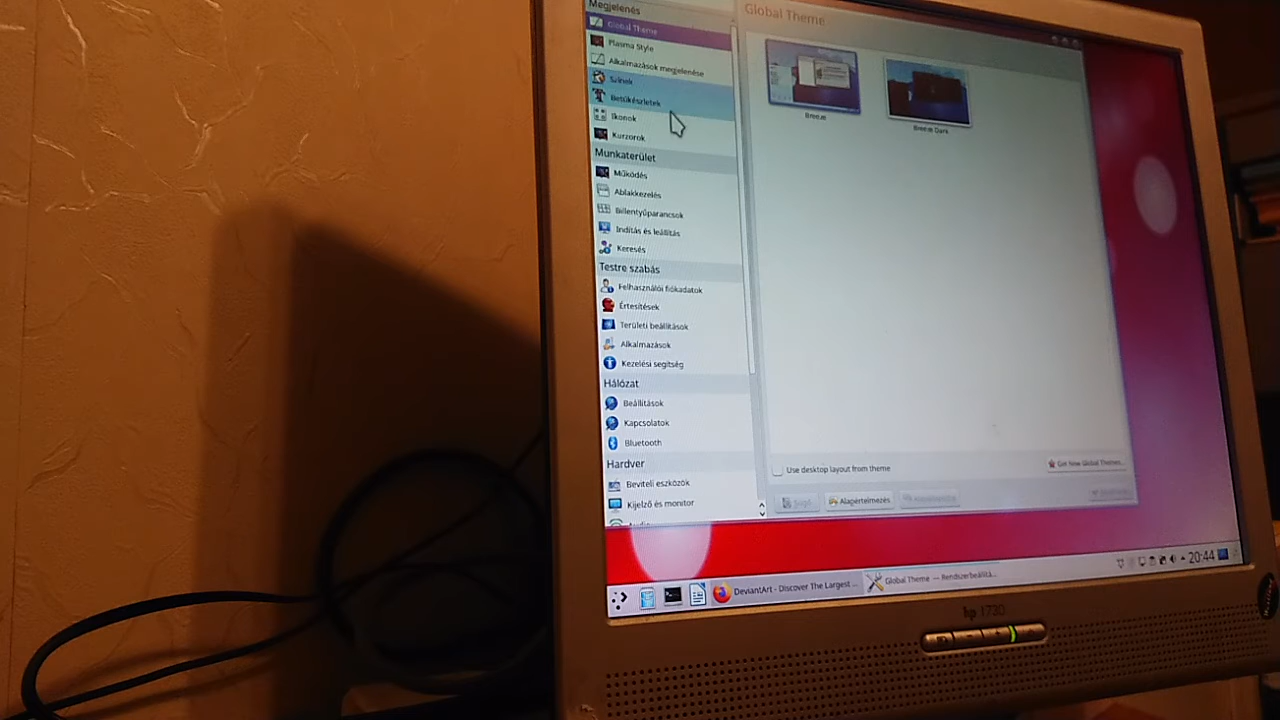 Megjelenés
Global Theme
Plasma Style
Alkalmazások megjelenése
Színek
Betűkészletek
Ikonok
Kurzorok
Munkaterület
Működés
Ablakkezelés
Billentyűparancsok
Indítás és leállítás
Keresés
Testre szabás
Felhasználói fiókadatok
Értesítések
Területi beállítások
Alkalmazások
Kezelési segítség
Hálózat
Beállítások
Kapcsolatok
Bluetooth
Hardver
Beviteli eszközök
Kijelző és monitor
Global Theme
Breeze
Breeze Dark
Use desktop layout from theme
Get New Global Themes...
Súgó
Alapértelmezés
DeviantArt - Discover The Largest ...
Global Theme — Rendszerbeállítá...
20:44
hp 1730